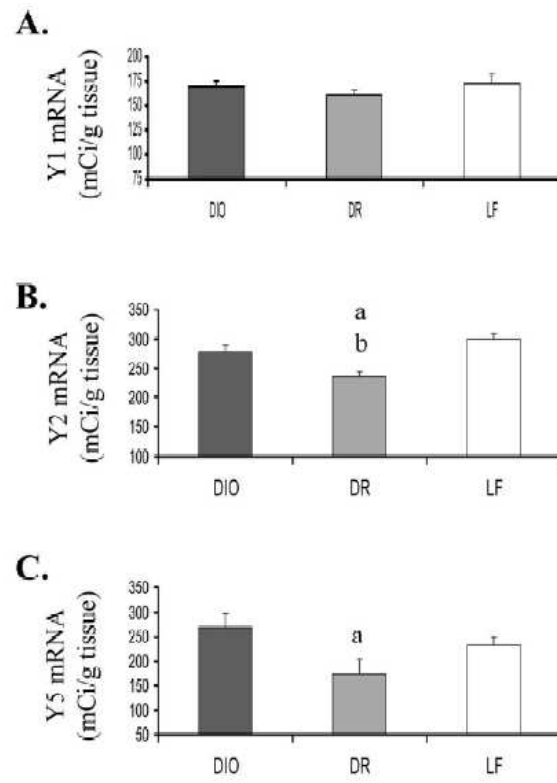 A.
Y1 mRNA
(mCi/g tissue)
200
175
150
125
100
75
DIO DR LF
B.
Y2 mRNA
(mCi/g tissue)
350
300
250
200
150
100
a
b
DIO DR LF
C.
Y5 mRNA
(mCi/g tissue)
350
300
250
200
150
100
50
a
DIO DR LF